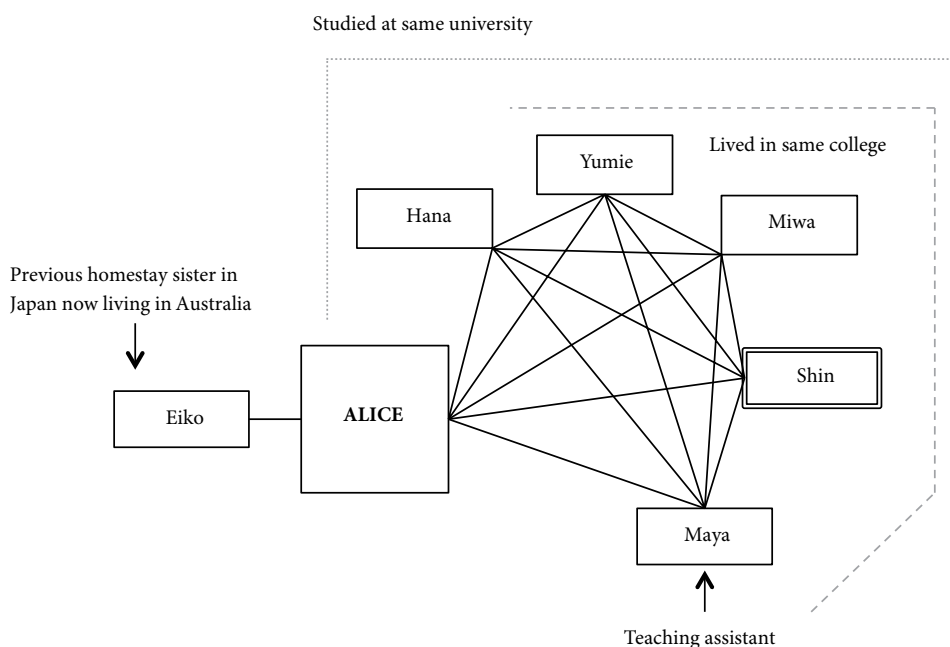 Studied at same university
Lived in same college
Yumie
Hana
Miwa
Previous homestay sister in
Japan now living in Australia
Shin
Eiko
ALICE
Maya
Teaching assistant